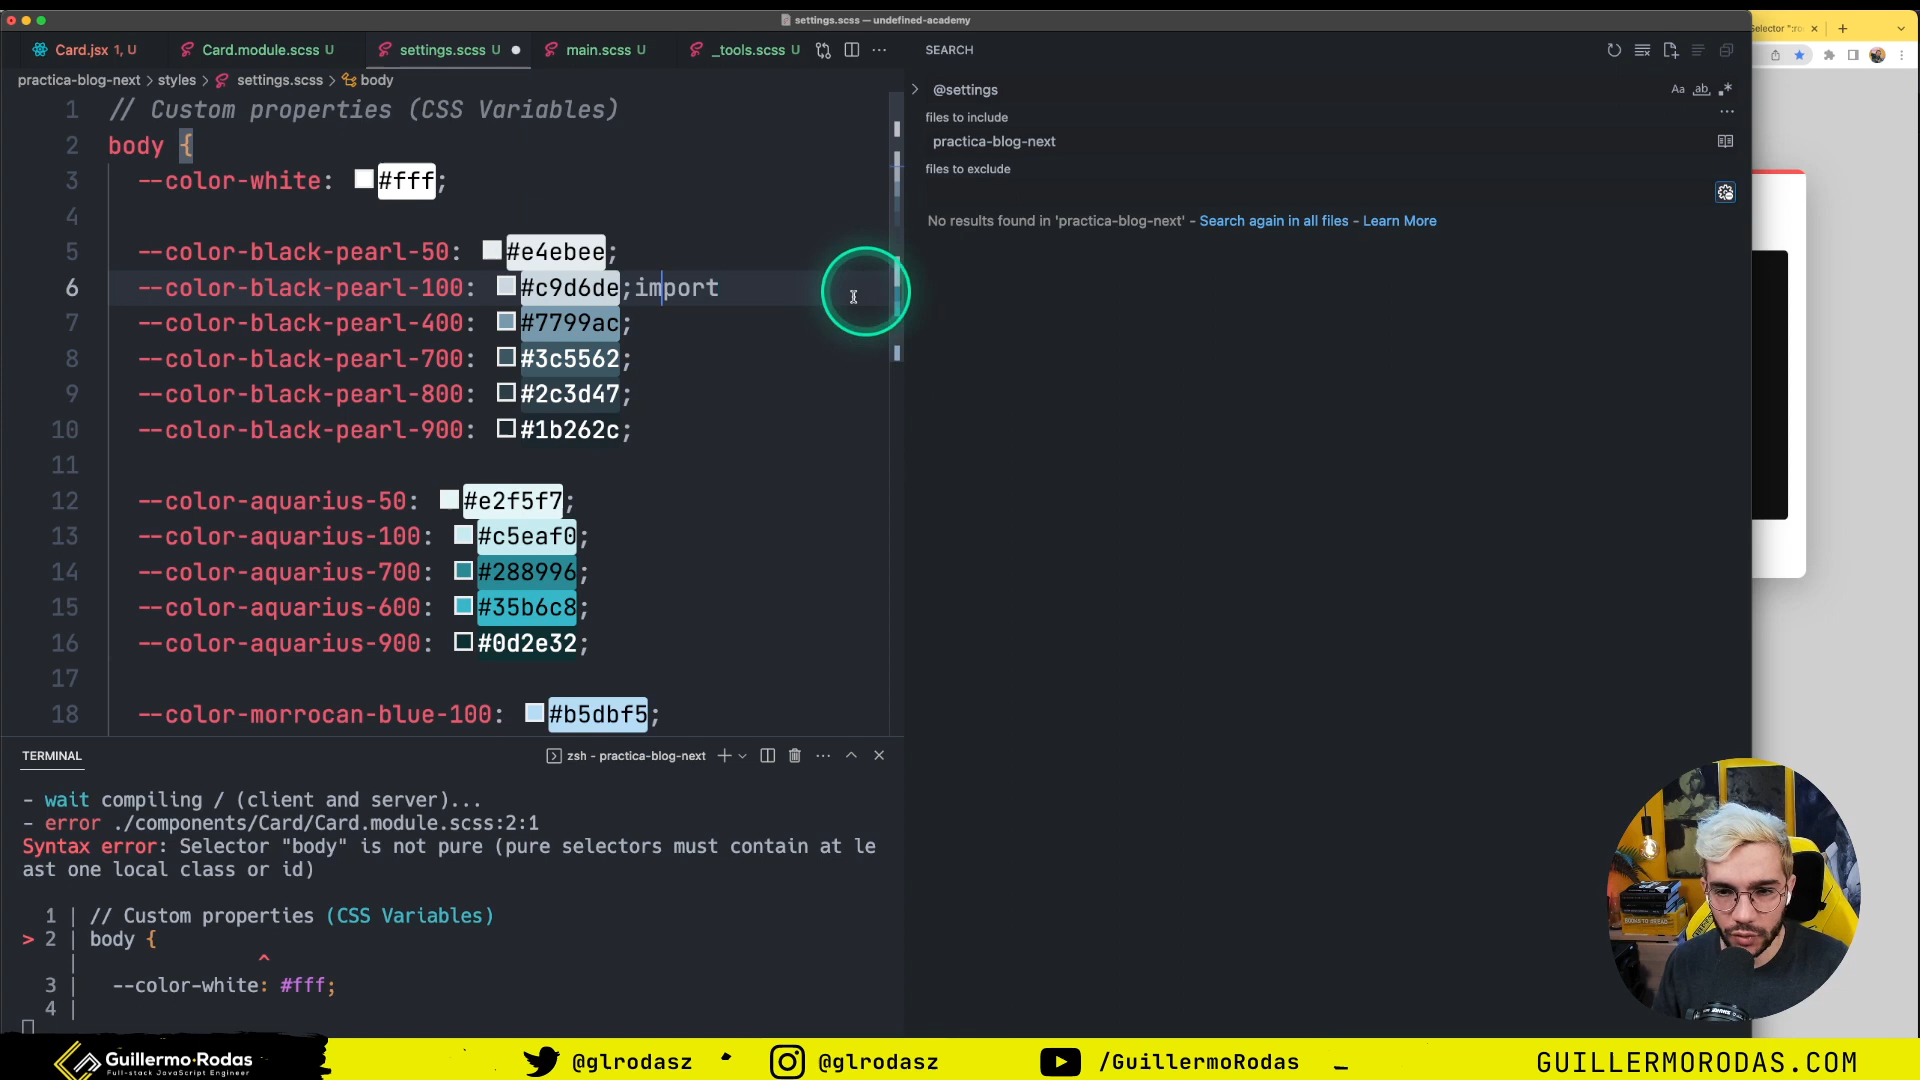 settings.scss — undefined-academy
Card.jsx 1, U
Card.module.scss U
settings.scss U
main.scss U
_tools.scss U
SEARCH
practica-blog-next > styles > settings.scss > body
1 // Custom properties (CSS Variables)
2 body {
3 --color-white: #fff;
4
5 --color-black-pearl-50: #e4ebee;
6 --color-black-pearl-100: #c9d6de;import
7 --color-black-pearl-400: #7799ac;
8 --color-black-pearl-700: #3c5562;
9 --color-black-pearl-800: #2c3d47;
10 --color-black-pearl-900: #1b262c;
11
12 --color-aquarius-50: #e2f5f7;
13 --color-aquarius-100: #c5eaf0;
14 --color-aquarius-700: #288996;
15 --color-aquarius-600: #35b6c8;
16 --color-aquarius-900: #0d2e32;
17
18 --color-morrocan-blue-100: #b5dbf5;
@settings
Aa ab
files to include
practica-blog-next
files to exclude
No results found in 'practica-blog-next' - Search again in all files - Learn More
TERMINAL
zsh - practica-blog-next
- wait compiling / (client and server)...
- error ./components/Card/Card.module.scss:2:1
Syntax error: Selector "body" is not pure (pure selectors must contain at le
ast one local class or id)
1 | // Custom properties (CSS Variables)
> 2 | body {
| ^
3 | --color-white: #fff;
4 |
Guillermo Rodas
Full-stack JavaScript Engineer
@glrodasz
@glrodasz
/GuillermoRodas
GUILLERMORODAS.COM